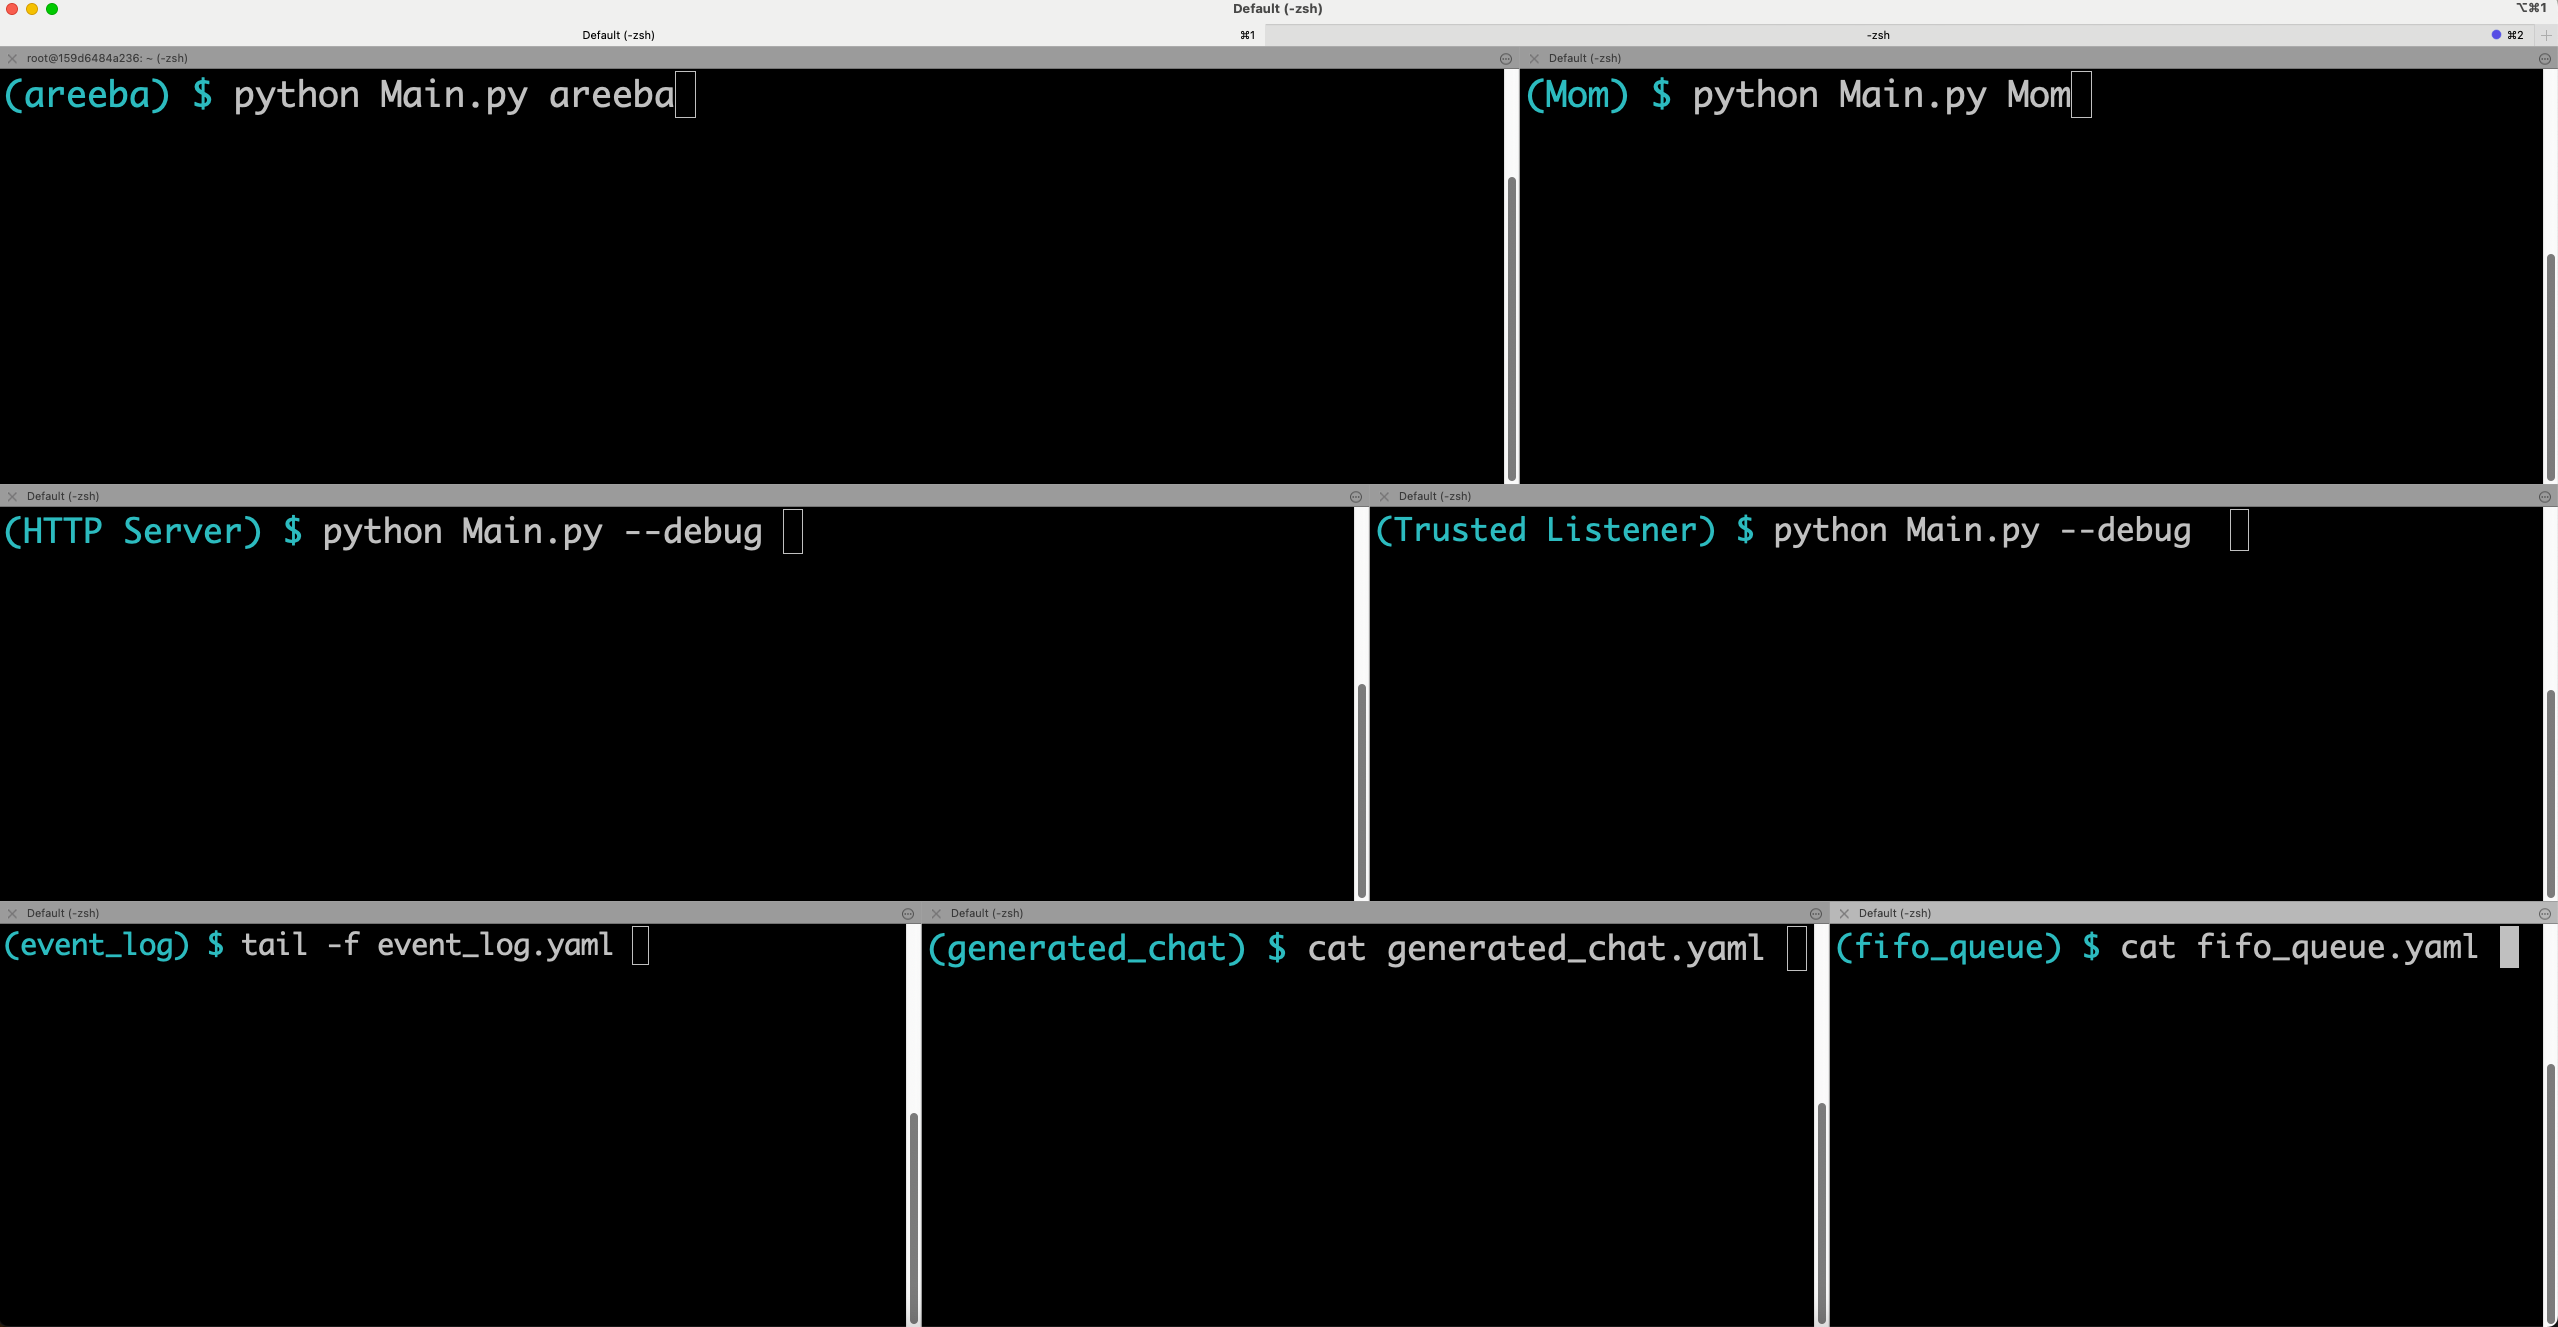 Default (-zsh)
⌥⌘1
Default (-zsh)
⌘1
-zsh
⌘2
root@159d6484a236: ~ (-zsh)
Default (-zsh)
(areeba) $ python Main.py areeba
(Mom) $ python Main.py Mom
Default (-zsh)
Default (-zsh)
(HTTP Server) $ python Main.py --debug
(Trusted Listener) $ python Main.py --debug
Default (-zsh)
Default (-zsh)
Default (-zsh)
(event_log) $ tail -f event_log.yaml
(generated_chat) $ cat generated_chat.yaml
(fifo_queue) $ cat fifo_queue.yaml